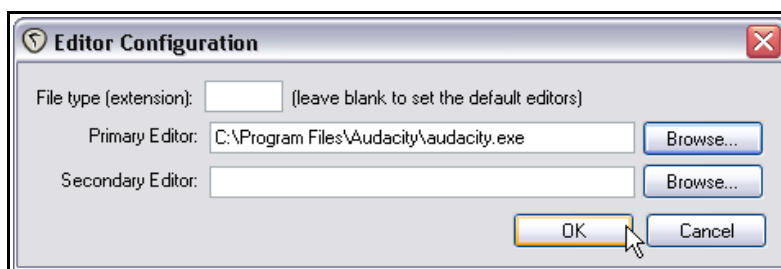 Editor Configuration
File type (extension): (leave blank to set the default editors)
Primary Editor: C:\Program Files\Audacity\audacity.exe Browse...
Secondary Editor: Browse...
OK Cancel